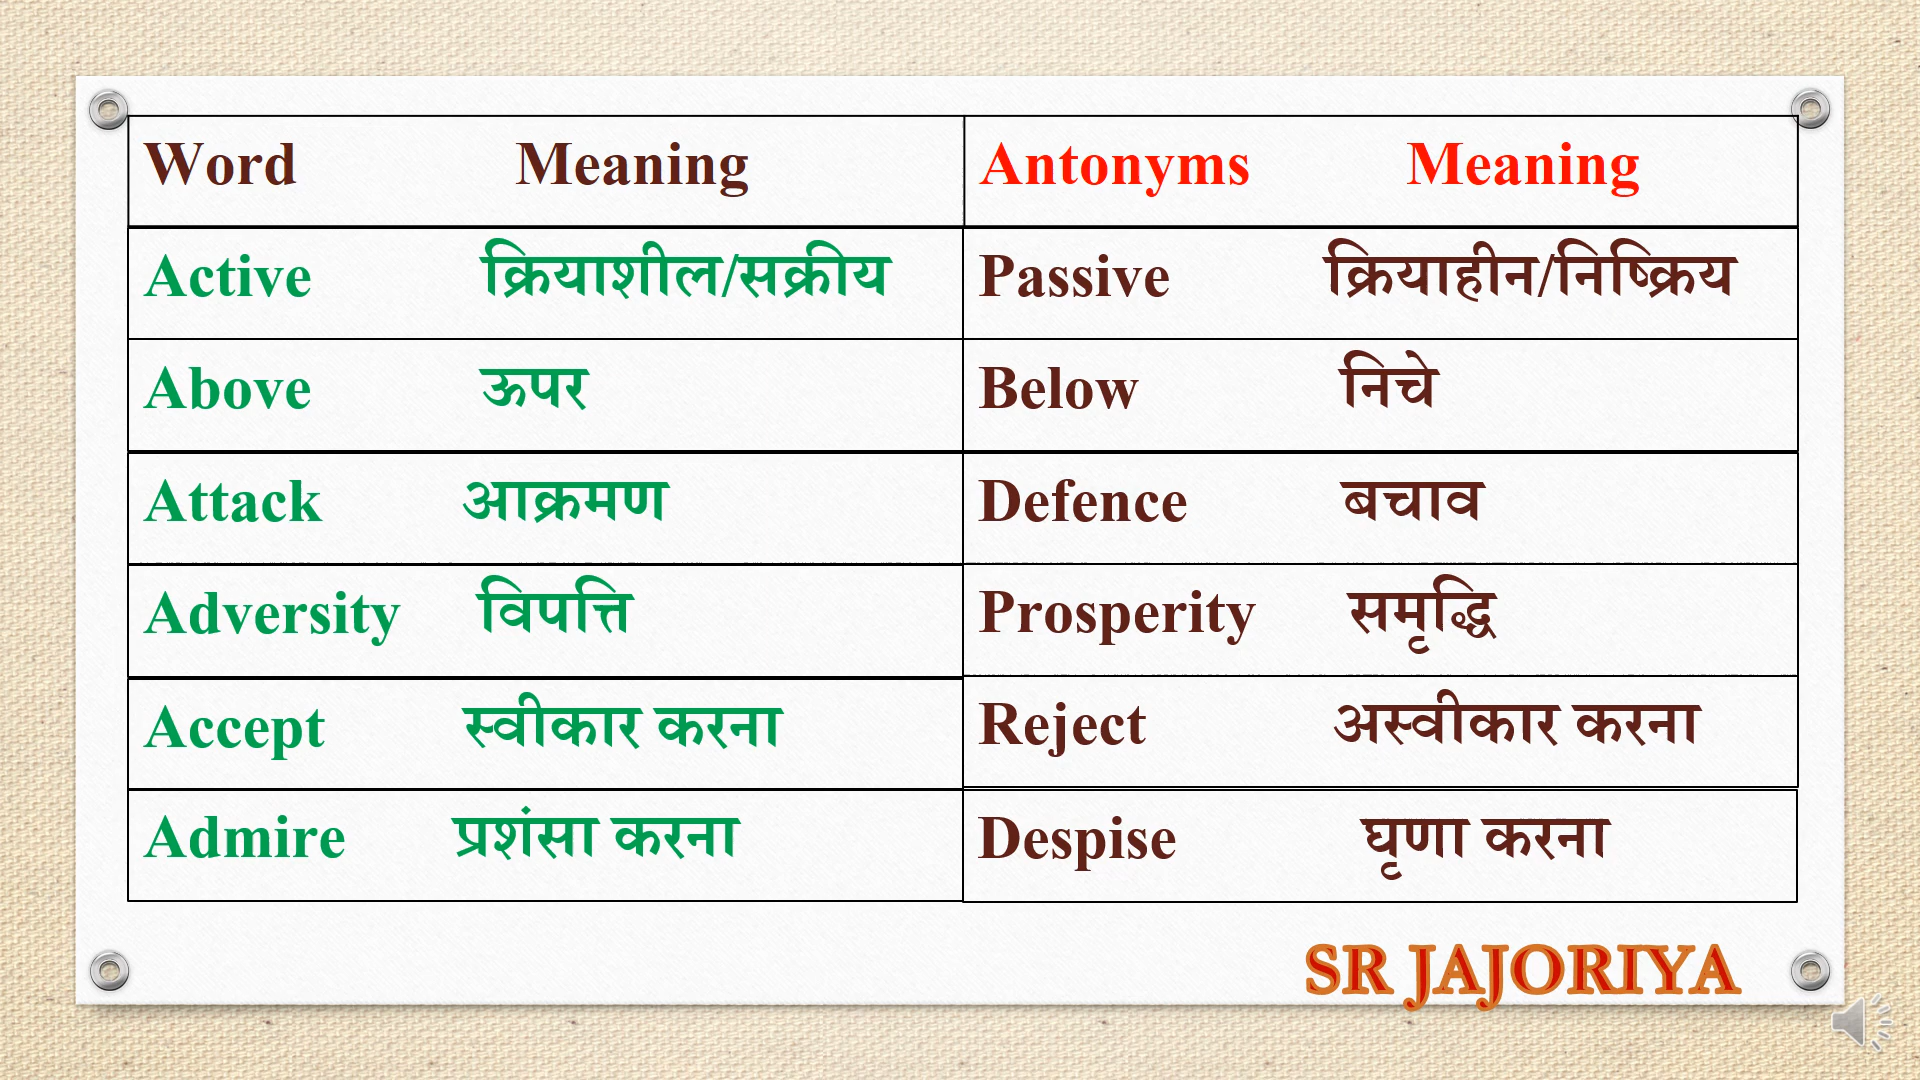 Word Meaning Antonyms Meaning
Active क्रियाशील/सक्रीय Passive क्रियाहीन/निष्क्रिय
Above ऊपर Below निचे
Attack आक्रमण Defence बचाव
Adversity विपत्ति Prosperity समृद्धि
Accept स्वीकार करना Reject अस्वीकार करना
Admire प्रशंसा करना Despise घृणा करना
SR JAJORIYA